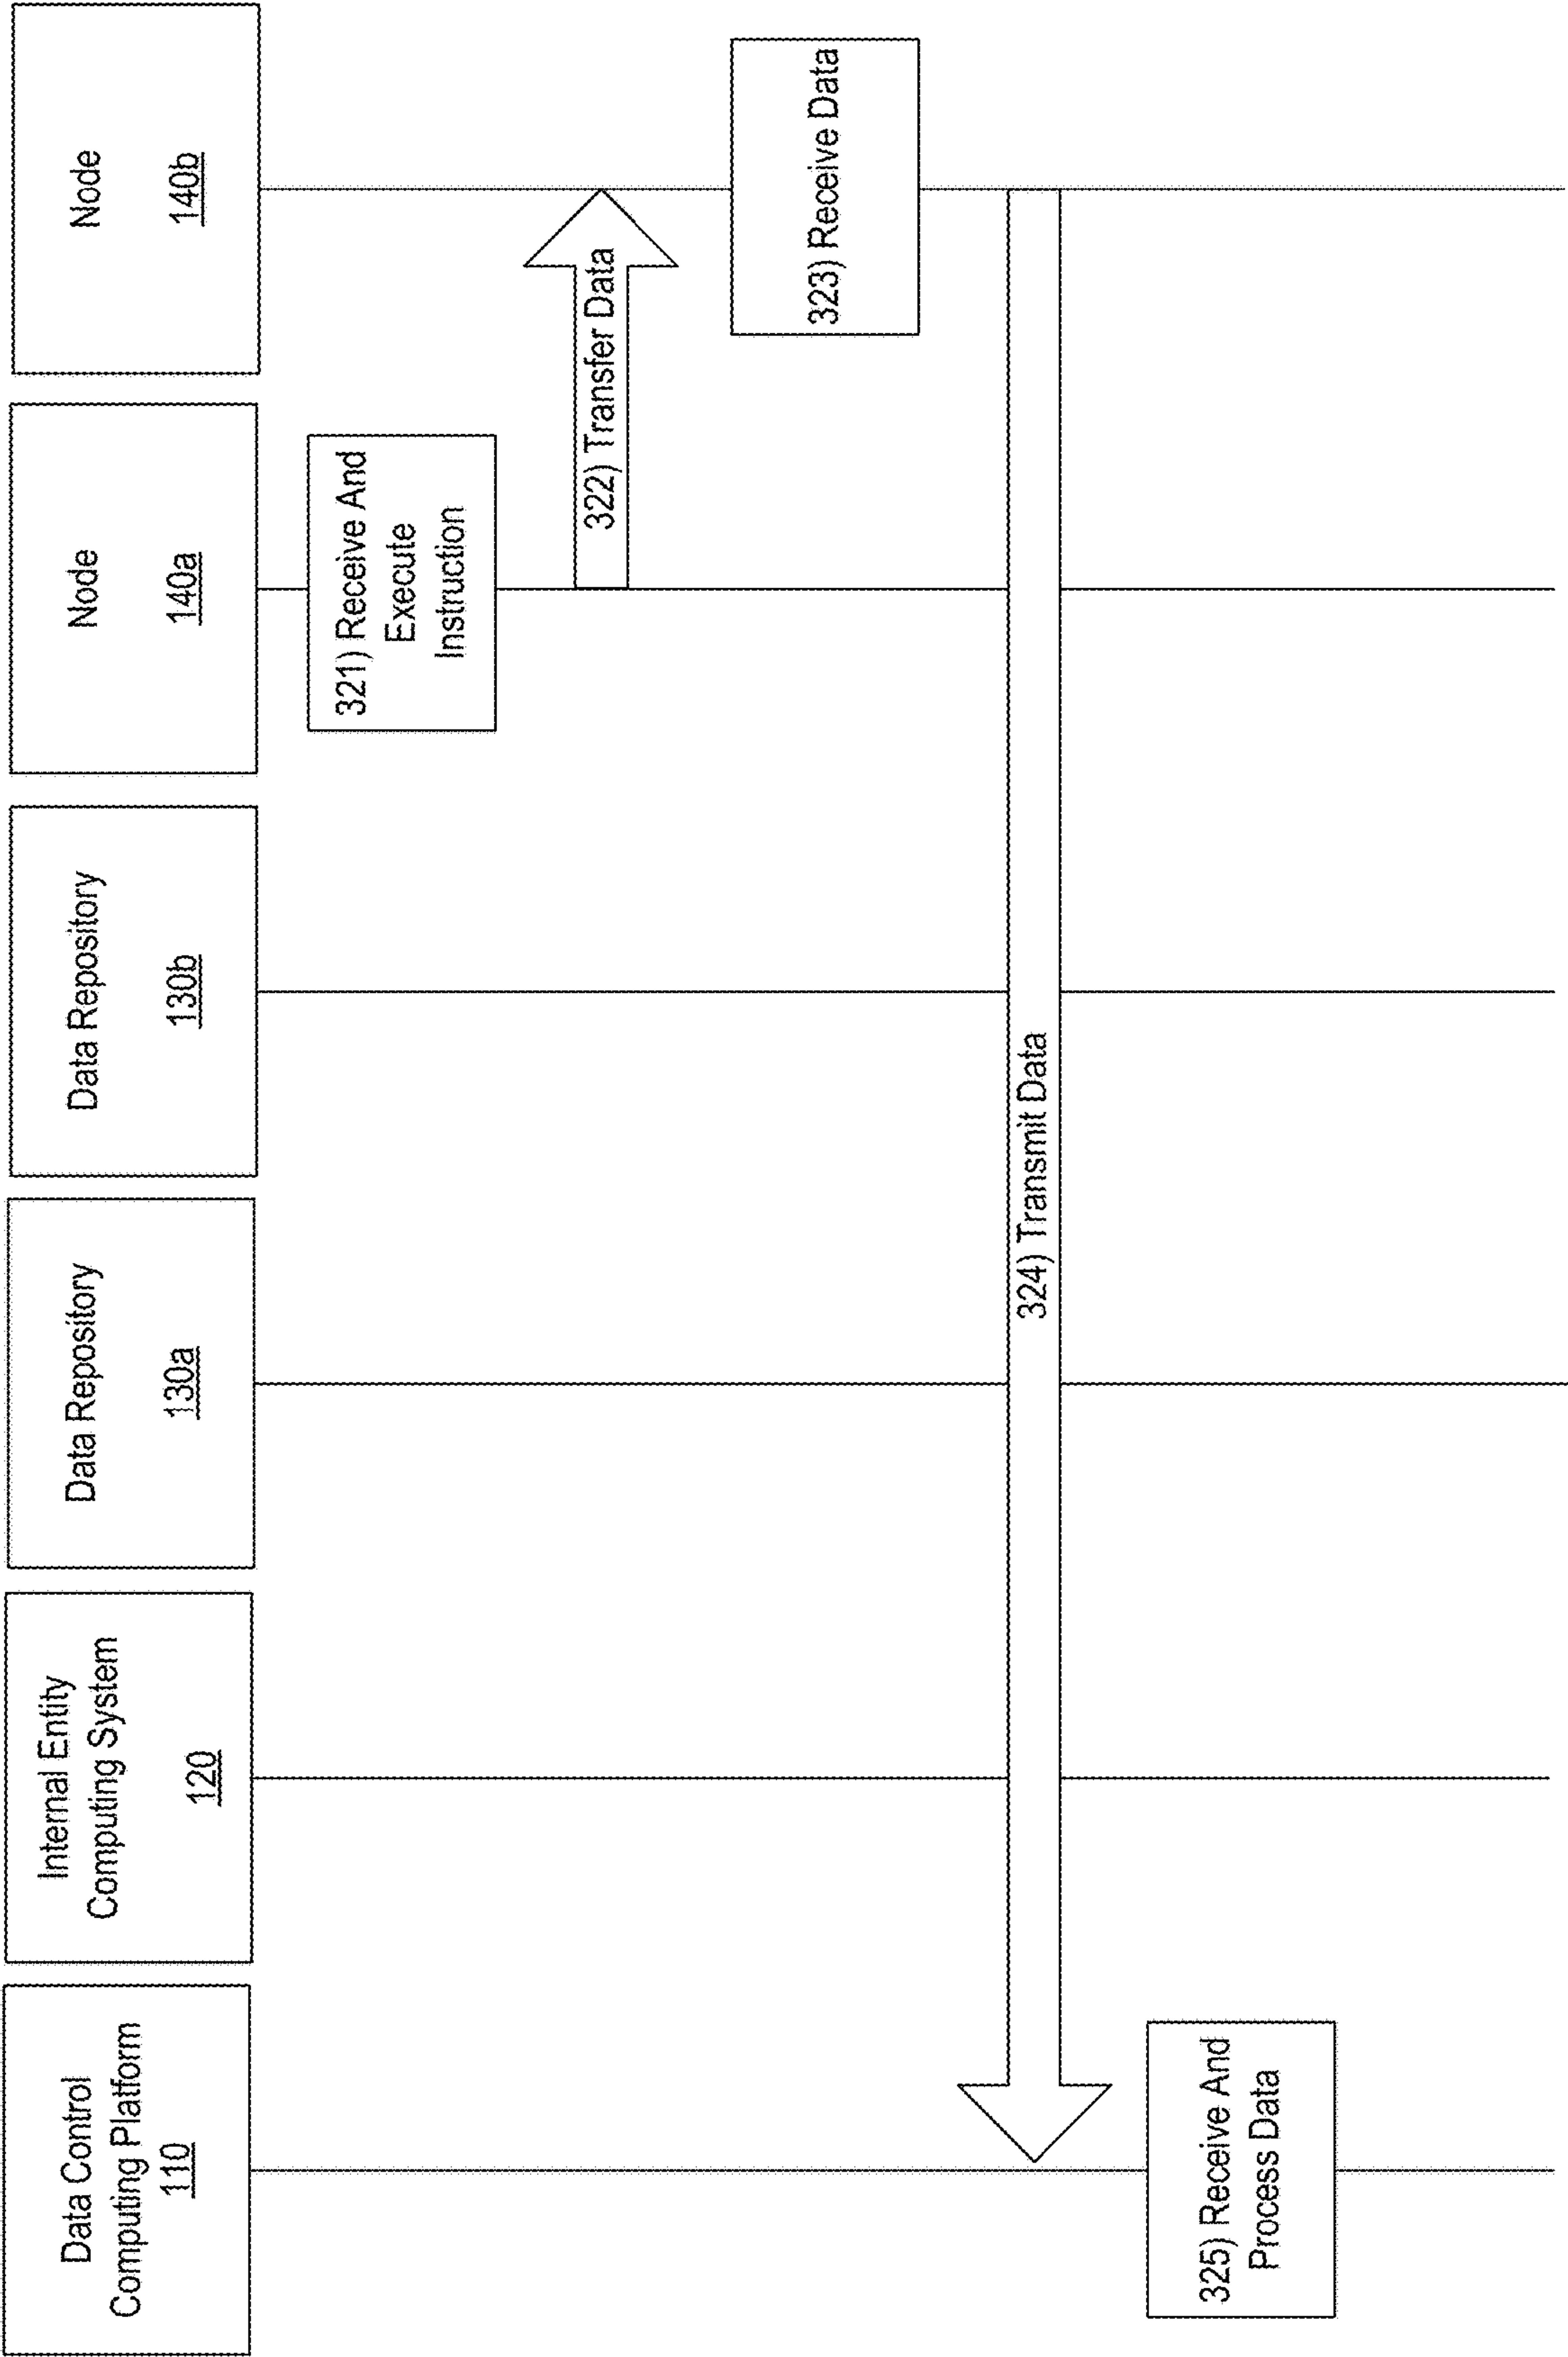 Data Control
Computing Platform
110
Internal Entity
Computing System
120
Data Repository
130a
Data Repository
130b
Node
140a
Node
140b
321) Receive And
Execute
Instruction
322) Transfer Data
323) Receive Data
324) Transmit Data
325) Receive And
Process Data